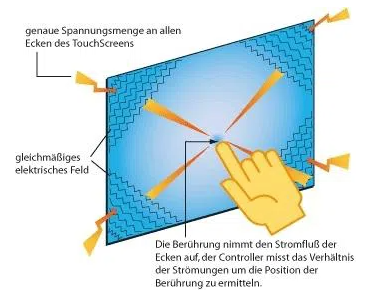 genaue Spannungsmenge an allen
Ecken des TouchScreens
gleichmäßiges
elektrisches Feld
Die Berührung nimmt den Stromfluß der
Ecken auf, der Controller misst das Verhältnis
der Strömungen um die Position der
Berührung zu ermitteln.